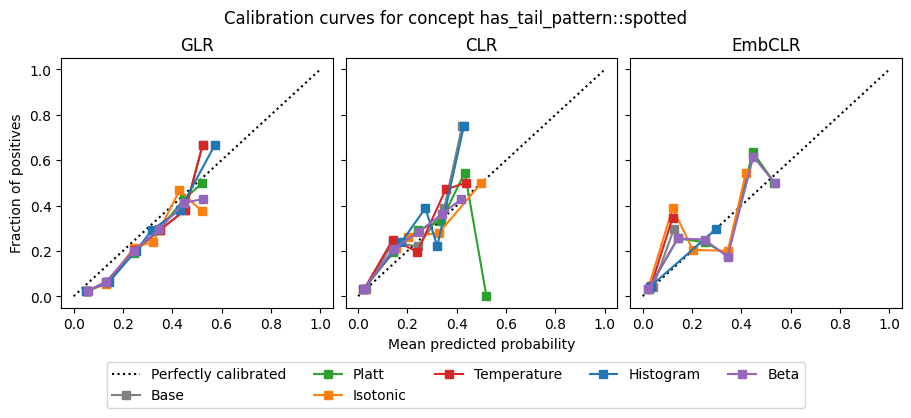 Calibration curves for concept has_tail_pattern::spotted
GLR
CLR
EmbCLR
Fraction of positives
1.0
0.8
0.6
0.4
0.2
0.0
0.0 0.2 0.4 0.6 0.8 1.0
0.0 0.2 0.4 0.6 0.8 1.0
0.0 0.2 0.4 0.6 0.8 1.0
Mean predicted probability
Perfectly calibrated
Platt
Temperature
Histogram
Beta
Base
Isotonic